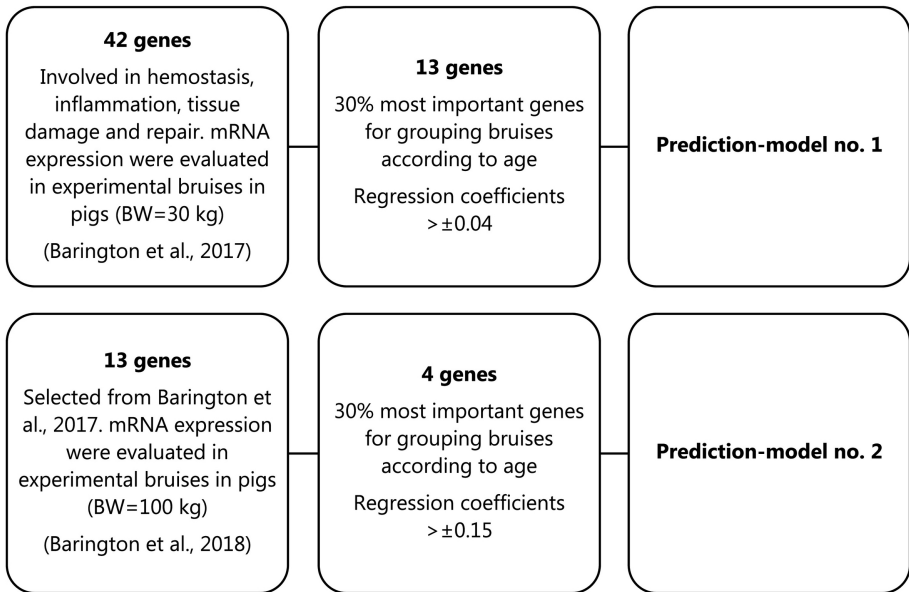 42 genes
Involved in hemostasis,
inflammation, tissue
damage and repair. mRNA
expression were evaluated
in experimental bruises in
pigs (BW=30 kg)
(Barington et al., 2017)
13 genes
30% most important genes
for grouping bruises
according to age
Regression coefficients
>±0.04
Prediction-model no. 1
13 genes
Selected from Barington et
al., 2017. mRNA expression
were evaluated in
experimental bruises in pigs
(BW=100 kg)
(Barington et al., 2018)
4 genes
30% most important genes
for grouping bruises
according to age
Regression coefficients
>±0.15
Prediction-model no. 2